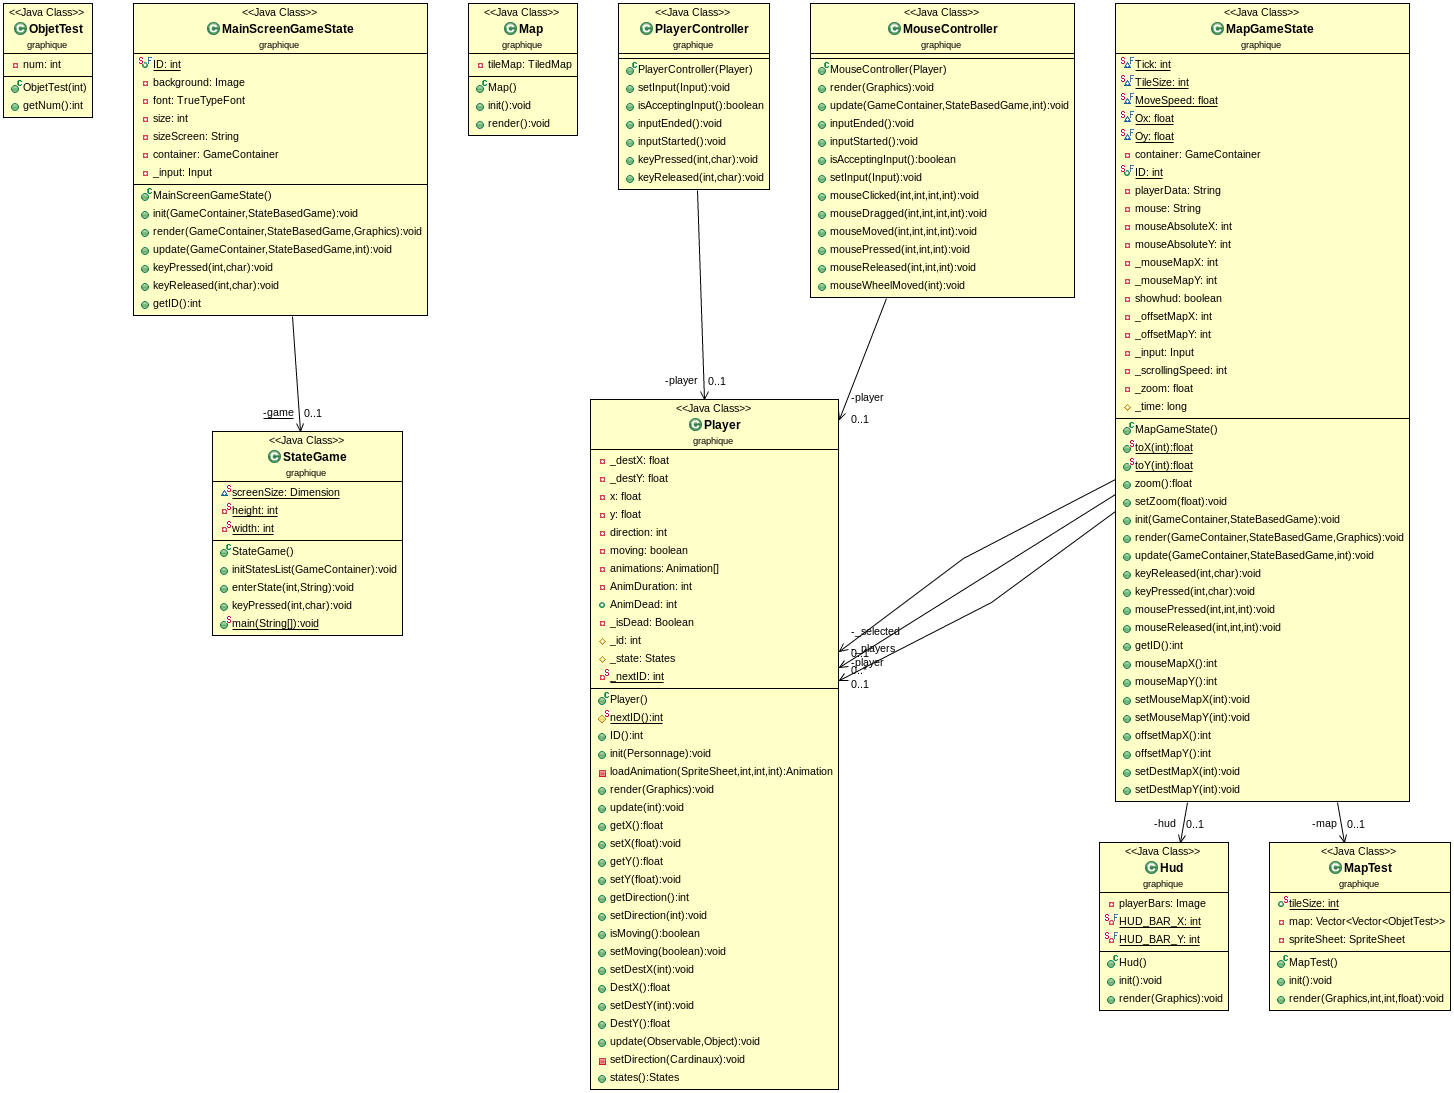 <<Java Class>>
ObjetTest
graphique
num: int
ObjetTest(int)
getNum():int
<<Java Class>>
MainScreenGameState
graphique
ID: int
background: Image
font: TrueTypeFont
size: int
sizeScreen: String
container: GameContainer
_input: Input
MainScreenGameState()
init(GameContainer,StateBasedGame):void
render(GameContainer,StateBasedGame,Graphics):void
update(GameContainer,StateBasedGame,int):void
keyPressed(int,char):void
keyReleased(int,char):void
getID():int
<<Java Class>>
Map
graphique
tileMap: TiledMap
Map()
init():void
render():void
<<Java Class>>
PlayerController
graphique
PlayerController(Player)
setInput(Input):void
isAcceptingInput():boolean
inputEnded():void
inputStarted():void
keyPressed(int,char):void
keyReleased(int,char):void
<<Java Class>>
MouseController
graphique
MouseController(Player)
render(Graphics):void
update(GameContainer,StateBasedGame,int):void
inputEnded():void
inputStarted():void
isAcceptingInput():boolean
setInput(Input):void
mouseClicked(int,int,int,int):void
mouseDragged(int,int,int,int):void
mouseMoved(int,int,int,int):void
mousePressed(int,int,int):void
mouseReleased(int,int,int):void
mouseWheelMoved(int):void
<<Java Class>>
MapGameState
graphique
Tick: int
TileSize: int
MoveSpeed: float
Ox: float
Oy: float
container: GameContainer
ID: int
playerData: String
mouse: String
mouseAbsoluteX: int
mouseAbsoluteY: int
_mouseMapX: int
_mouseMapY: int
showhud: boolean
_offsetMapX: int
_offsetMapY: int
_input: Input
_scrollingSpeed: int
_zoom: float
_time: long
MapGameState()
toX(int):float
toY(int):float
zoom():float
setZoom(float):void
init(GameContainer,StateBasedGame):void
render(GameContainer,StateBasedGame,Graphics):void
update(GameContainer,StateBasedGame,int):void
keyReleased(int,char):void
keyPressed(int,char):void
mousePressed(int,int,int):void
mouseReleased(int,int,int):void
getID():int
mouseMapX():int
mouseMapY():int
setMouseMapX(int):void
setMouseMapY(int):void
offsetMapX():int
offsetMapY():int
setDestMapX(int):void
setDestMapY(int):void
-game 0..1
-player 0..1
-player
0..1
-_selected
0..1
-_players
0..*
-player
0..1
-hud 0..1
-map 0..1
<<Java Class>>
StateGame
graphique
screenSize: Dimension
height: int
width: int
StateGame()
initStatesList(GameContainer):void
enterState(int,String):void
keyPressed(int,char):void
main(String[]):void
<<Java Class>>
Player
graphique
_destX: float
_destY: float
x: float
y: float
direction: int
moving: boolean
animations: Animation[]
AnimDuration: int
AnimDead: int
_isDead: Boolean
_id: int
_state: States
_nextID: int
Player()
nextID():int
ID():int
init(Personnage):void
loadAnimation(SpriteSheet,int,int,int):Animation
render(Graphics):void
update(int):void
getX():float
setX(float):void
getY():float
setY(float):void
getDirection():int
setDirection(int):void
isMoving():boolean
setMoving(boolean):void
setDestX(int):void
DestX():float
setDestY(int):void
DestY():float
update(Observable,Object):void
setDirection(Cardinaux):void
states():States
<<Java Class>>
Hud
graphique
playerBars: Image
HUD_BAR_X: int
HUD_BAR_Y: int
Hud()
init():void
render(Graphics):void
<<Java Class>>
MapTest
graphique
tileSize: int
map: Vector<Vector<ObjetTest>>
spriteSheet: SpriteSheet
MapTest()
init():void
render(Graphics,int,int,float):void